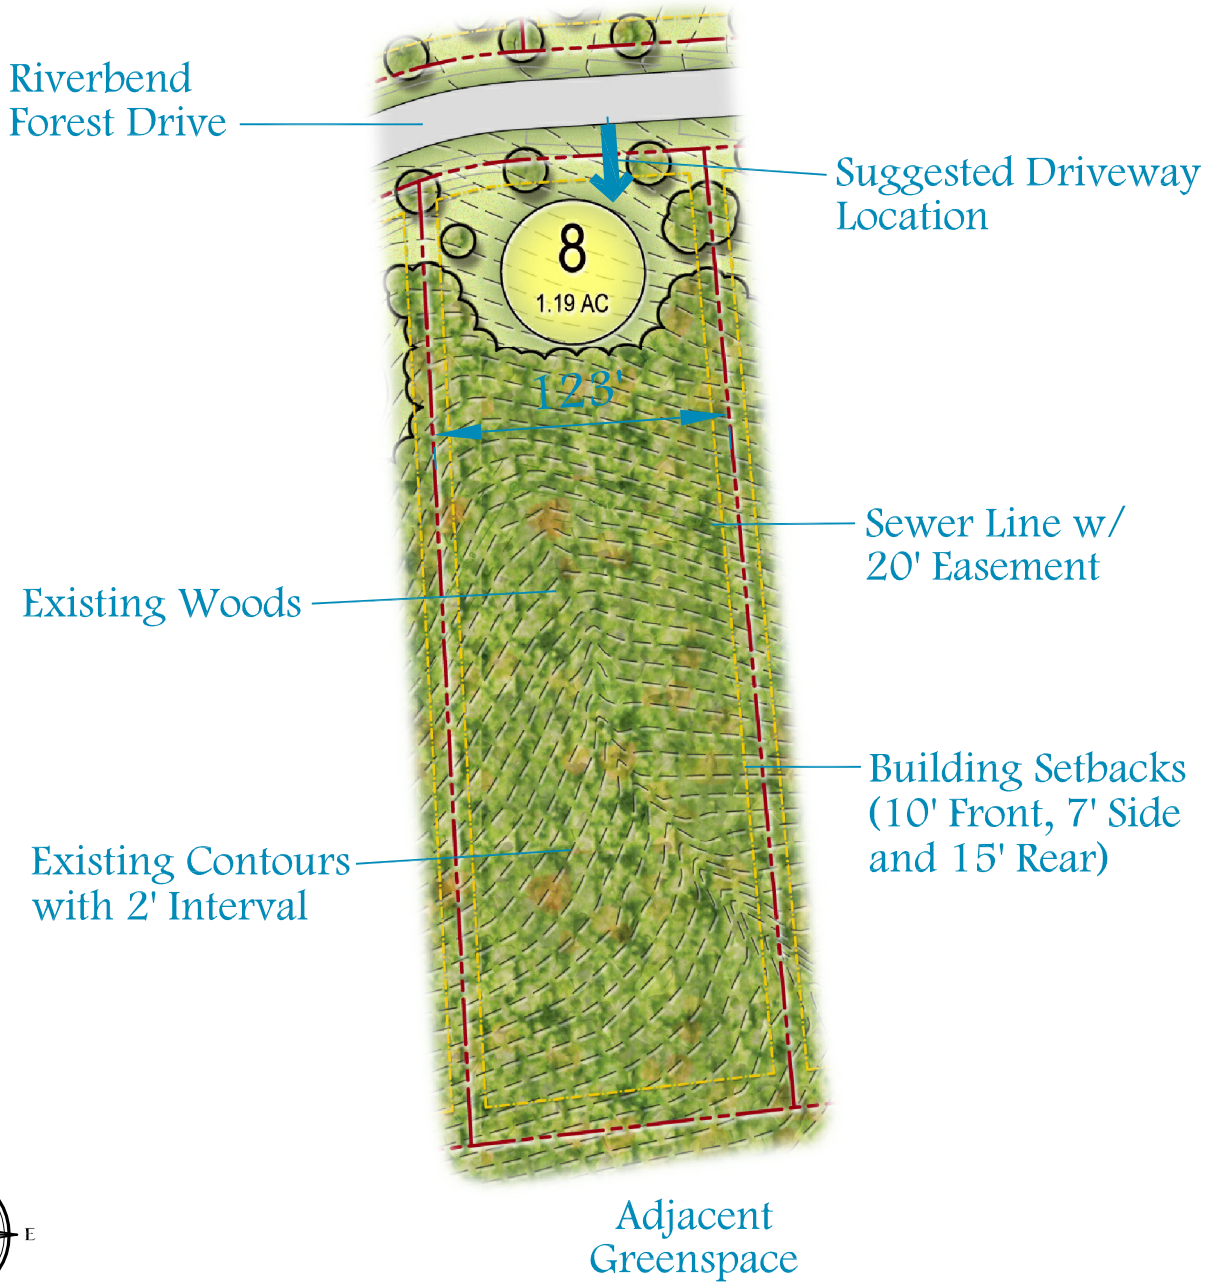 Riverbend
Forest Drive
Suggested Driveway
Location
8
1.19 AC
123'
Sewer Line w/
20' Easement
Existing Woods
Building Setbacks
(10' Front, 7' Side
and 15' Rear)
Existing Contours
with 2' Interval
Adjacent
Greenspace
E